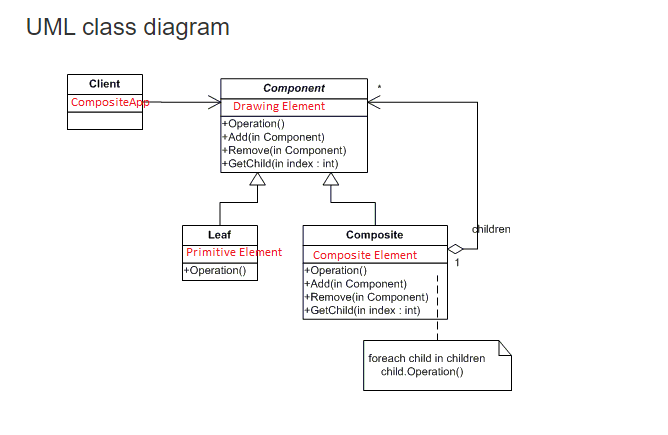 UML class diagram
Client
CompositeApp
Component
Drawing Element
+Operation()
+Add(in Component)
+Remove(in Component)
+GetChild(in index : int)
*
children
1
Leaf
Primitive Element
+Operation()
Composite
Composite Element
+Operation()
+Add(in Component)
+Remove(in Component)
+GetChild(in index : int)
foreach child in children
child.Operation()